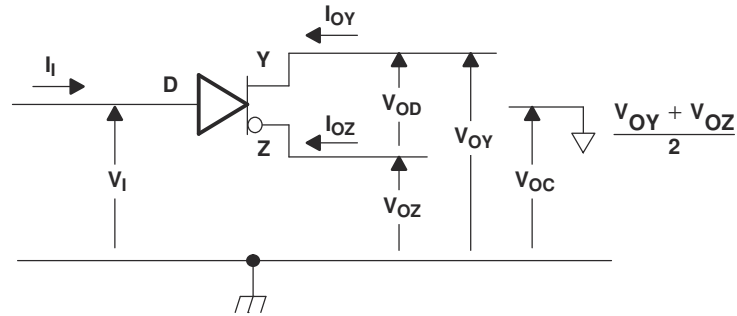 I_OY
I_I
D
Y
Z
I_OZ
V_OD
V_OY
V_OY + V_OZ
2
V_I
V_OZ
V_OC